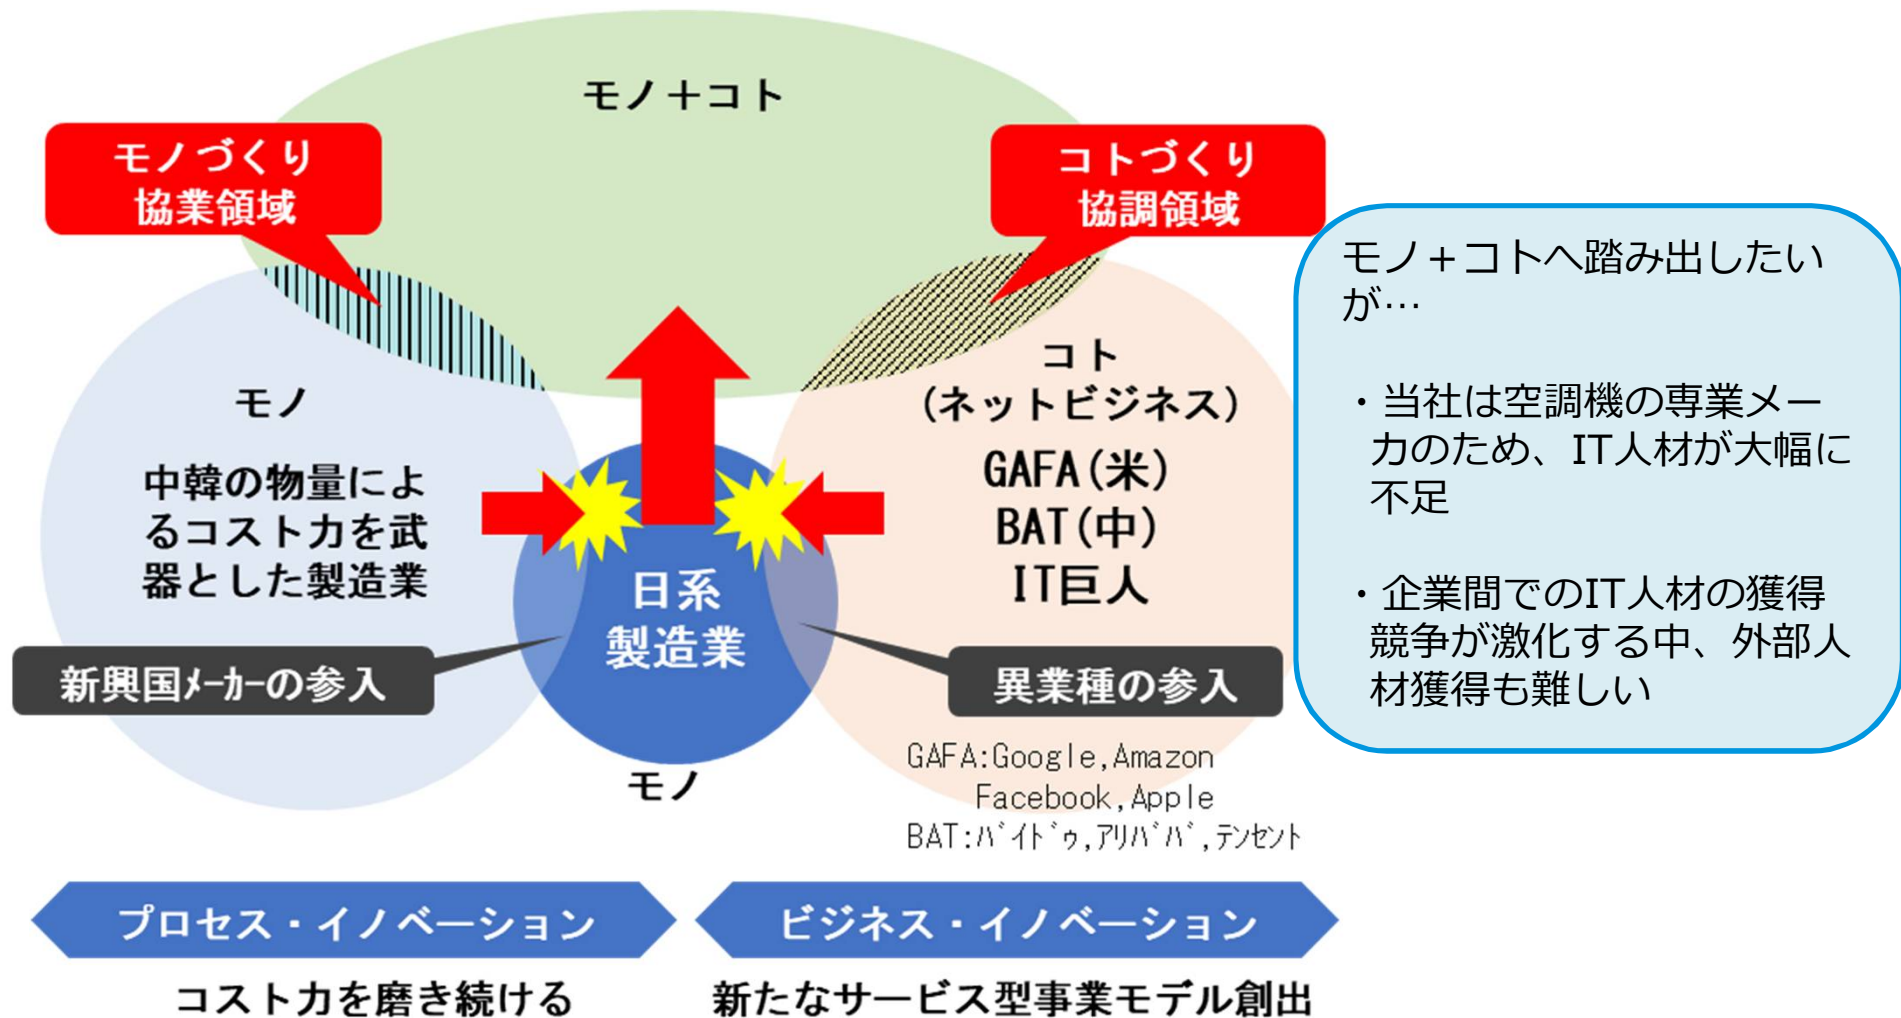 モノ＋コト
モノづくり
協業領域
コトづくり
協調領域
モノ
中韓の物量によ
るコスト力を武
器とした製造業
コト
(ネットビジネス)
GAFA(米)
BAT(中)
IT巨人
日系
製造業
新興国ﾒｰｶｰの参入
異業種の参入
モノ
GAFA:Google,Amazon
Facebook,Apple
BAT:ﾊﾞｲﾄﾞｩ,ｱﾘﾊﾞﾊﾞ,ﾃﾝｾﾝﾄ
プロセス・イノベーション
ビジネス・イノベーション
コスト力を磨き続ける
新たなサービス型事業モデル創出
モノ＋コトへ踏み出したい
が…
・当社は空調機の専業メー
カのため、IT人材が大幅に
不足
・企業間でのIT人材の獲得
競争が激化する中、外部人
材獲得も難しい